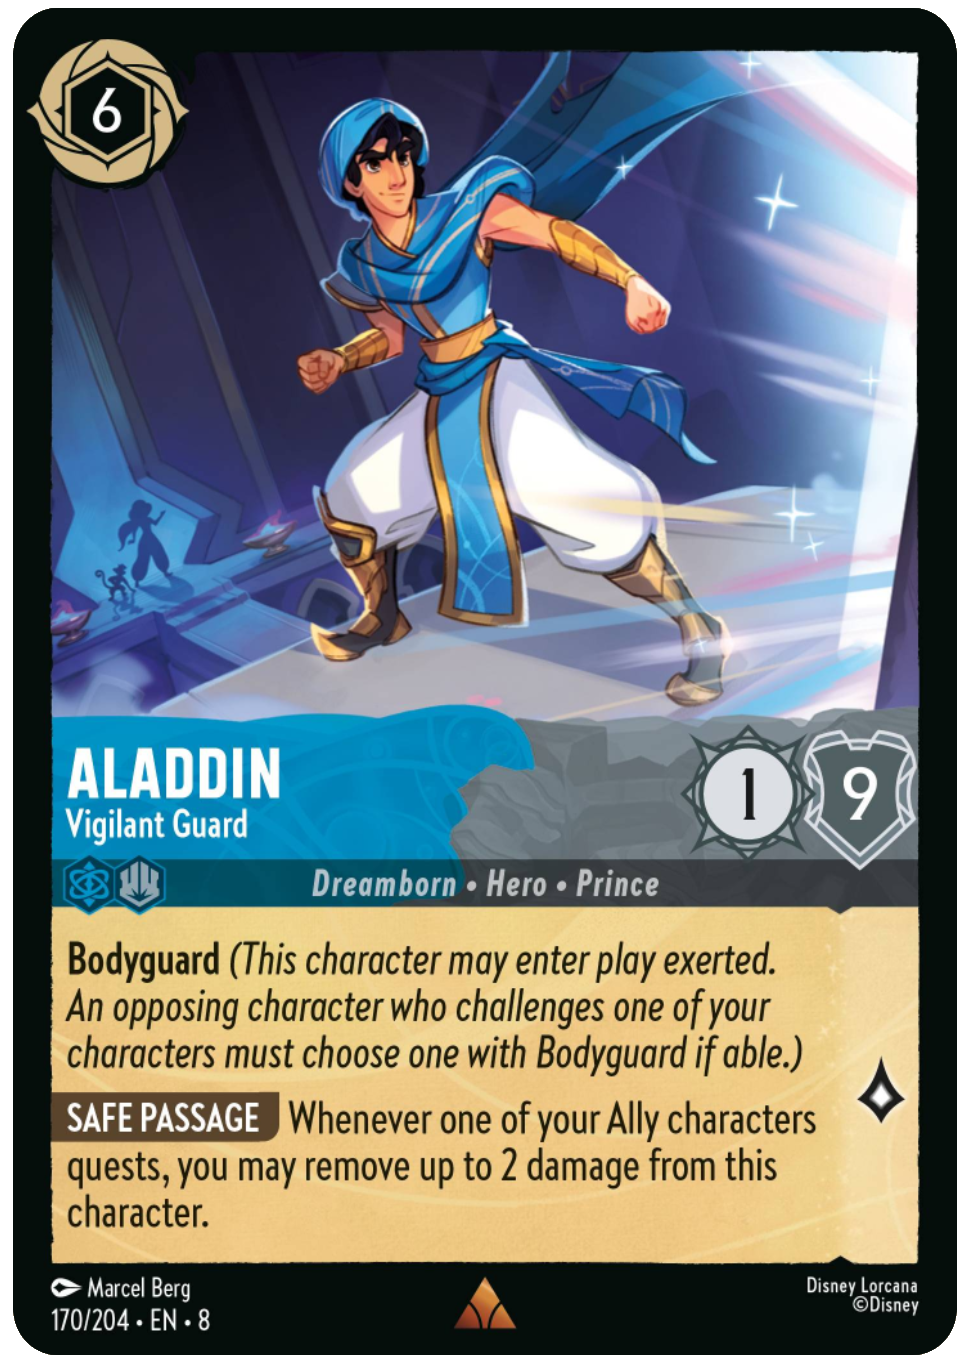 6
ALADDIN
Vigilant Guard
1
9
Dreamborn • Hero • Prince
Bodyguard (This character may enter play exerted.
An opposing character who challenges one of your
characters must choose one with Bodyguard if able.)
SAFE PASSAGE Whenever one of your Ally characters
quests, you may remove up to 2 damage from this
character.
Marcel Berg
170/204 • EN • 8
Disney Lorcana
©Disney